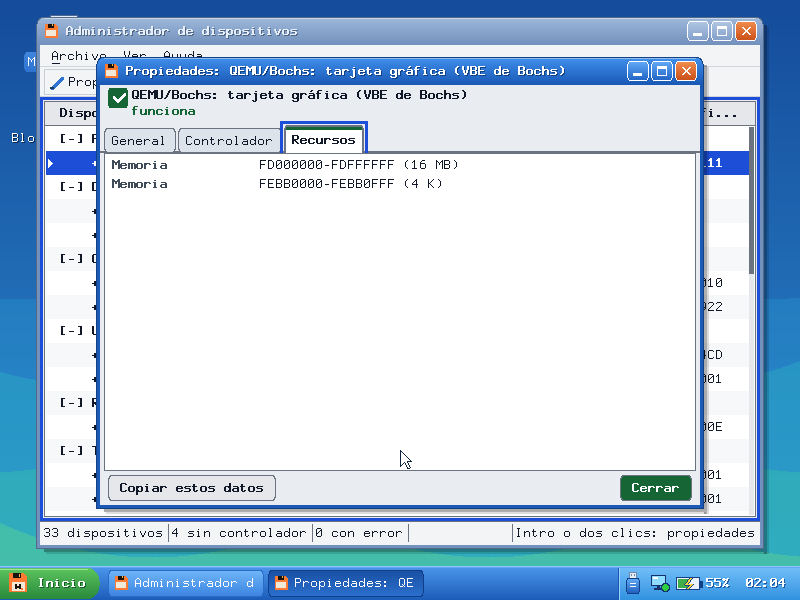 Administrador de dispositivos
Archivo Ver Ayuda
Propiedades: QEMU/Bochs: tarjeta gráfica (VBE de Bochs)
QEMU/Bochs: tarjeta gráfica (VBE de Bochs)
funciona
General Controlador Recursos
Memoria FD000000-FDFFFFFF (16 MB)
Memoria FEBB0000-FEBB0FFF (4 K)
Copiar estos datos Cerrar
33 dispositivos 4 sin controlador 0 con error Intro o dos clics: propiedades
Inicio Administrador d Propiedades: QE 55% 02:04